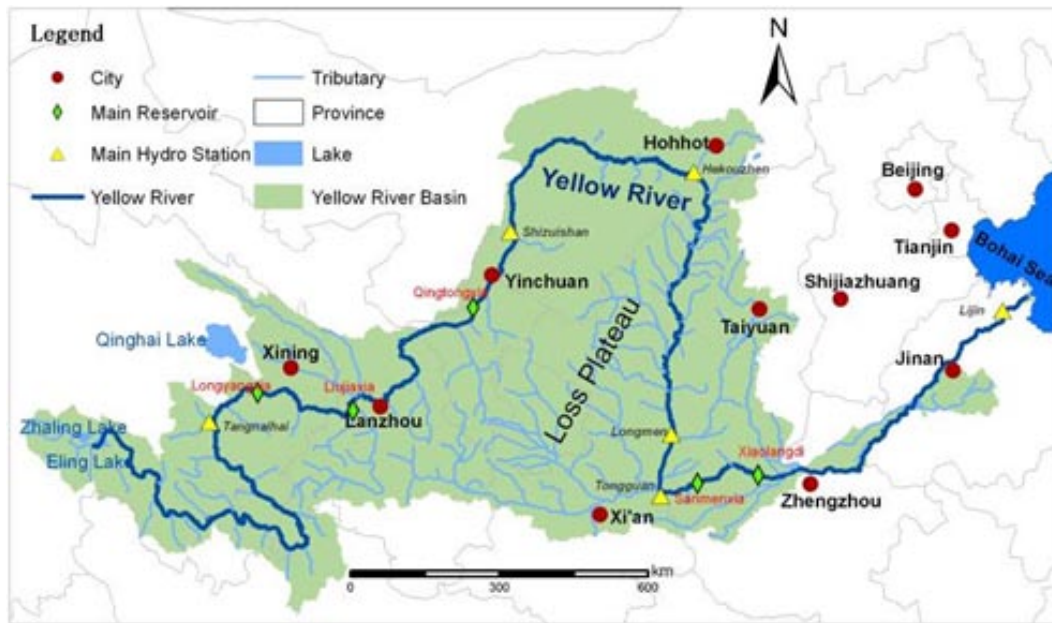 Legend
City
Main Reservoir
Main Hydro Station
Yellow River
Tributary
Province
Lake
Yellow River Basin
N
Hohhot
Hekouzhen
Yellow River
Beijing
Tianjin
Bohai Sea
Shizuishan
Yinchuan
Shijiazhuang
Lijin
Taiyuan
Qinghai Lake
Xining
Loss Plateau
Jinan
Longyangxia
Liujiaxia
Lanzhou
Tangnaihai
Zhaling Lake
Eling Lake
Longmen
Xiaolangdi
Tongguan
Sanmenxia
Zhengzhou
Xi'an
km
0 300 600